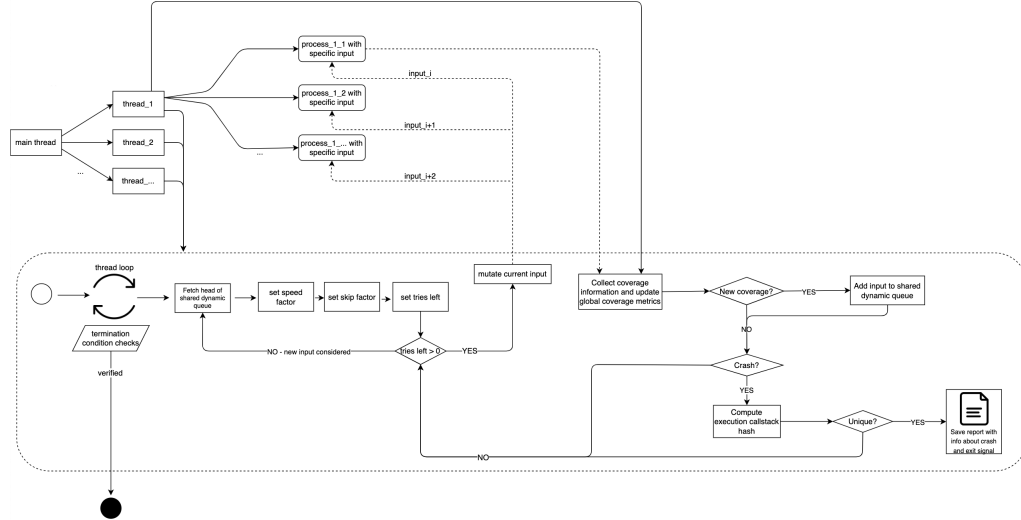 process_1_1 with
specific input
input_i
thread_1
process_1_2 with
specific input
input_i+1
main thread
thread_2
process_1_... with
specific input
...
...
thread_...
input_i+2
thread loop
mutate current input
Fetch head of
shared dynamic
queue
set speed
factor
set skip factor
set tries left
Collect coverage
information and update
global coverage metrics
New coverage?
YES
Add input to shared
dynamic queue
NO
termination
condition checks
NO - new input considered
tries left > 0
YES
Crash?
verified
YES
Compute
execution callstack
hash
Unique?
YES
Save report with
info about crash
and exit signal
NO